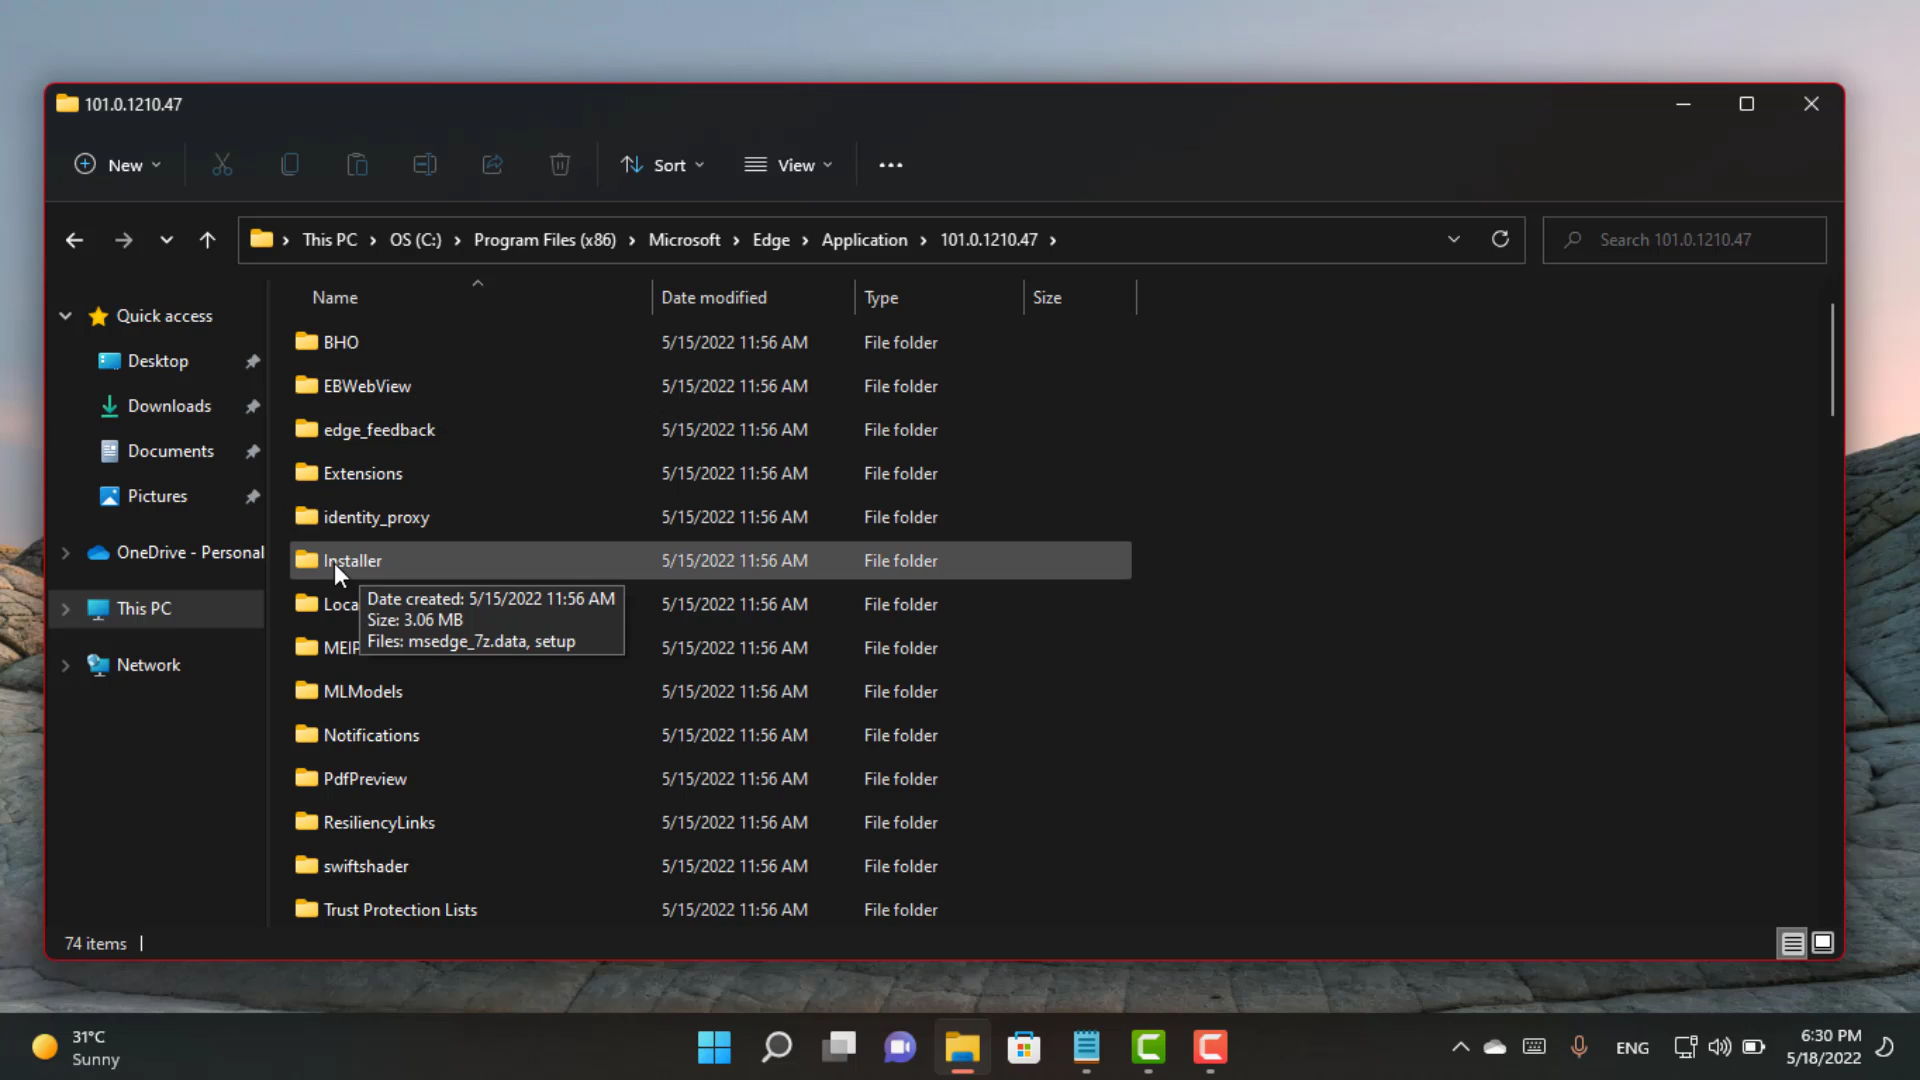 101.0.1210.47
New
Sort
View
This PC
OS (C:)
Program Files (x86)
Microsoft
Edge
Application
101.0.1210.47
Search 101.0.1210.47
Quick access
Desktop
Downloads
Documents
Pictures
OneDrive - Personal
This PC
Network
Name Date modified Type Size
BHO 5/15/2022 11:56 AM File folder
EBWebView 5/15/2022 11:56 AM File folder
edge_feedback 5/15/2022 11:56 AM File folder
Extensions 5/15/2022 11:56 AM File folder
identity_proxy 5/15/2022 11:56 AM File folder
Installer 5/15/2022 11:56 AM File folder
Loca 5/15/2022 11:56 AM File folder
MEIP 5/15/2022 11:56 AM File folder
MLModels 5/15/2022 11:56 AM File folder
Notifications 5/15/2022 11:56 AM File folder
PdfPreview 5/15/2022 11:56 AM File folder
ResiliencyLinks 5/15/2022 11:56 AM File folder
swiftshader 5/15/2022 11:56 AM File folder
Trust Protection Lists 5/15/2022 11:56 AM File folder
Date created: 5/15/2022 11:56 AM
Size: 3.06 MB
Files: msedge_7z.data, setup
74 items
31°C
Sunny
ENG
6:30 PM
5/18/2022